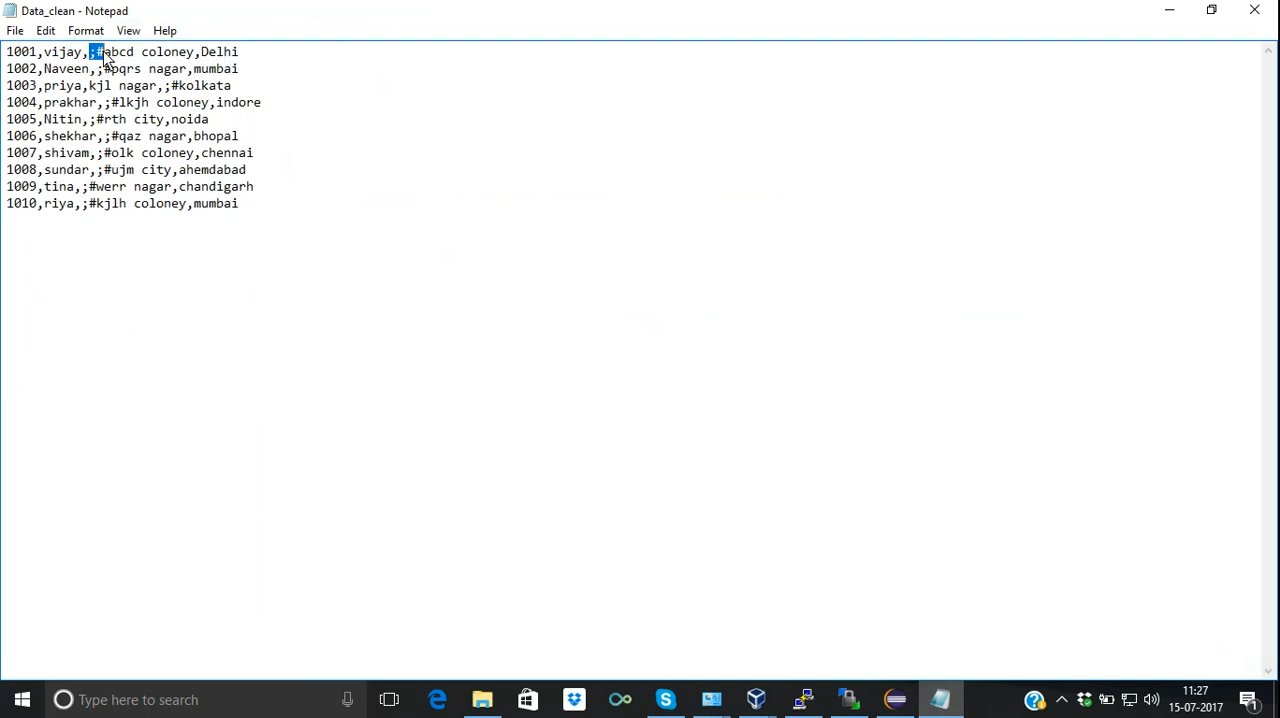 Data_clean - Notepad
File Edit Format View Help
1001,vijay,;#abcd coloney,Delhi
1002,Naveen,;#pqrs nagar,mumbai
1003,priya,kjl nagar,;#kolkata
1004,prakhar,;#lkjh coloney,indore
1005,Nitin,;#rth city,noida
1006,shekhar,;#qaz nagar,bhopal
1007,shivam,;#olk coloney,chennai
1008,sundar,;#ujm city,ahemdabad
1009,tina,;#werr nagar,chandigarh
1010,riya,;#kjlh coloney,mumbai
Type here to search
11:27
15-07-2017
1